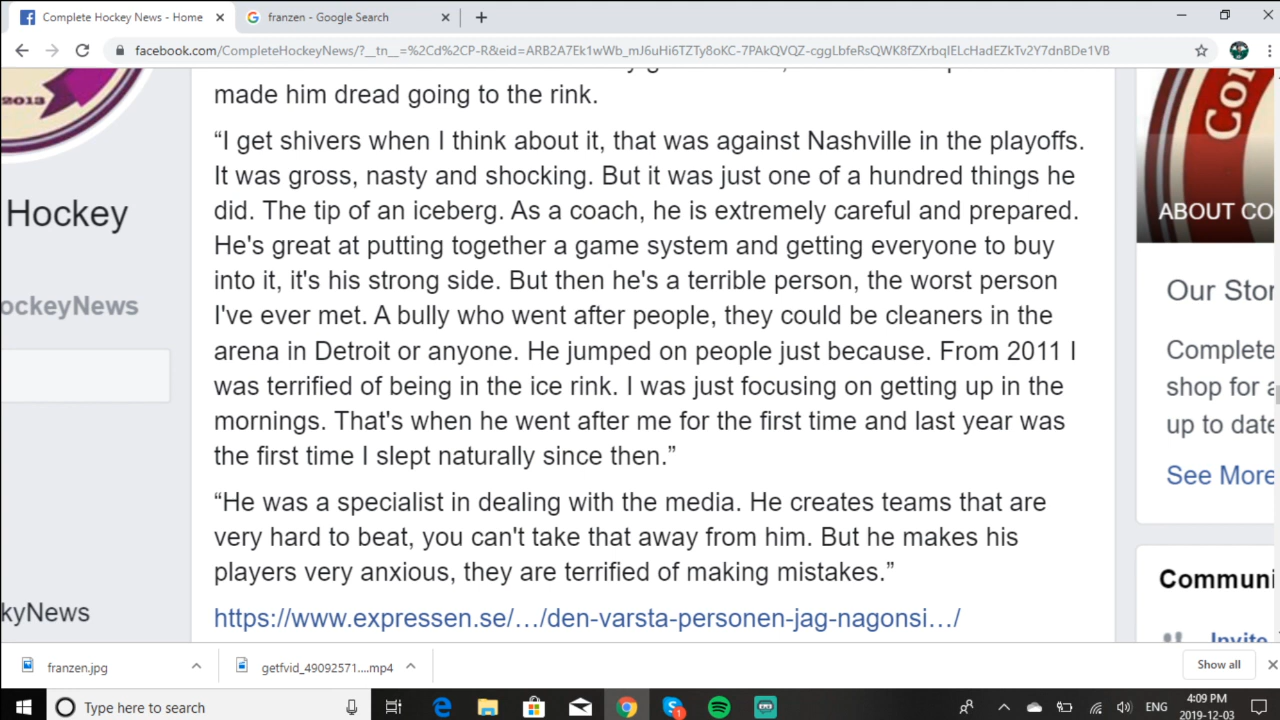 Complete Hockey News - Home
franzen - Google Search
facebook.com/CompleteHockeyNews/?__tn__=%2Cd%2CP-R&eid=ARB2A7Ek1wWb_mJ6uHi6TZTy8oKC-7PAkQVQZ-cggLbfeRsQWK8fZXrbqIELcHadEZkTv2Y7dnBDe1VB
made him dread going to the rink.
“I get shivers when I think about it, that was against Nashville in the playoffs.
It was gross, nasty and shocking. But it was just one of a hundred things he
did. The tip of an iceberg. As a coach, he is extremely careful and prepared.
He's great at putting together a game system and getting everyone to buy
into it, it's his strong side. But then he's a terrible person, the worst person
I've ever met. A bully who went after people, they could be cleaners in the
arena in Detroit or anyone. He jumped on people just because. From 2011 I
was terrified of being in the ice rink. I was just focusing on getting up in the
mornings. That's when he went after me for the first time and last year was
the first time I slept naturally since then.”
“He was a specialist in dealing with the media. He creates teams that are
very hard to beat, you can't take that away from him. But he makes his
players very anxious, they are terrified of making mistakes.”
https://www.expressen.se/…/den-varsta-personen-jag-nagonsi…/
2013
Hockey
ockeyNews
kyNews
Con
ABOUT CO
Our Stor
Complete
shop for a
up to date
See More
Communi
Invite
franzen.jpg
getfvid_49092571....mp4
Show all
Type here to search
1
ENG
4:09 PM
2019-12-03